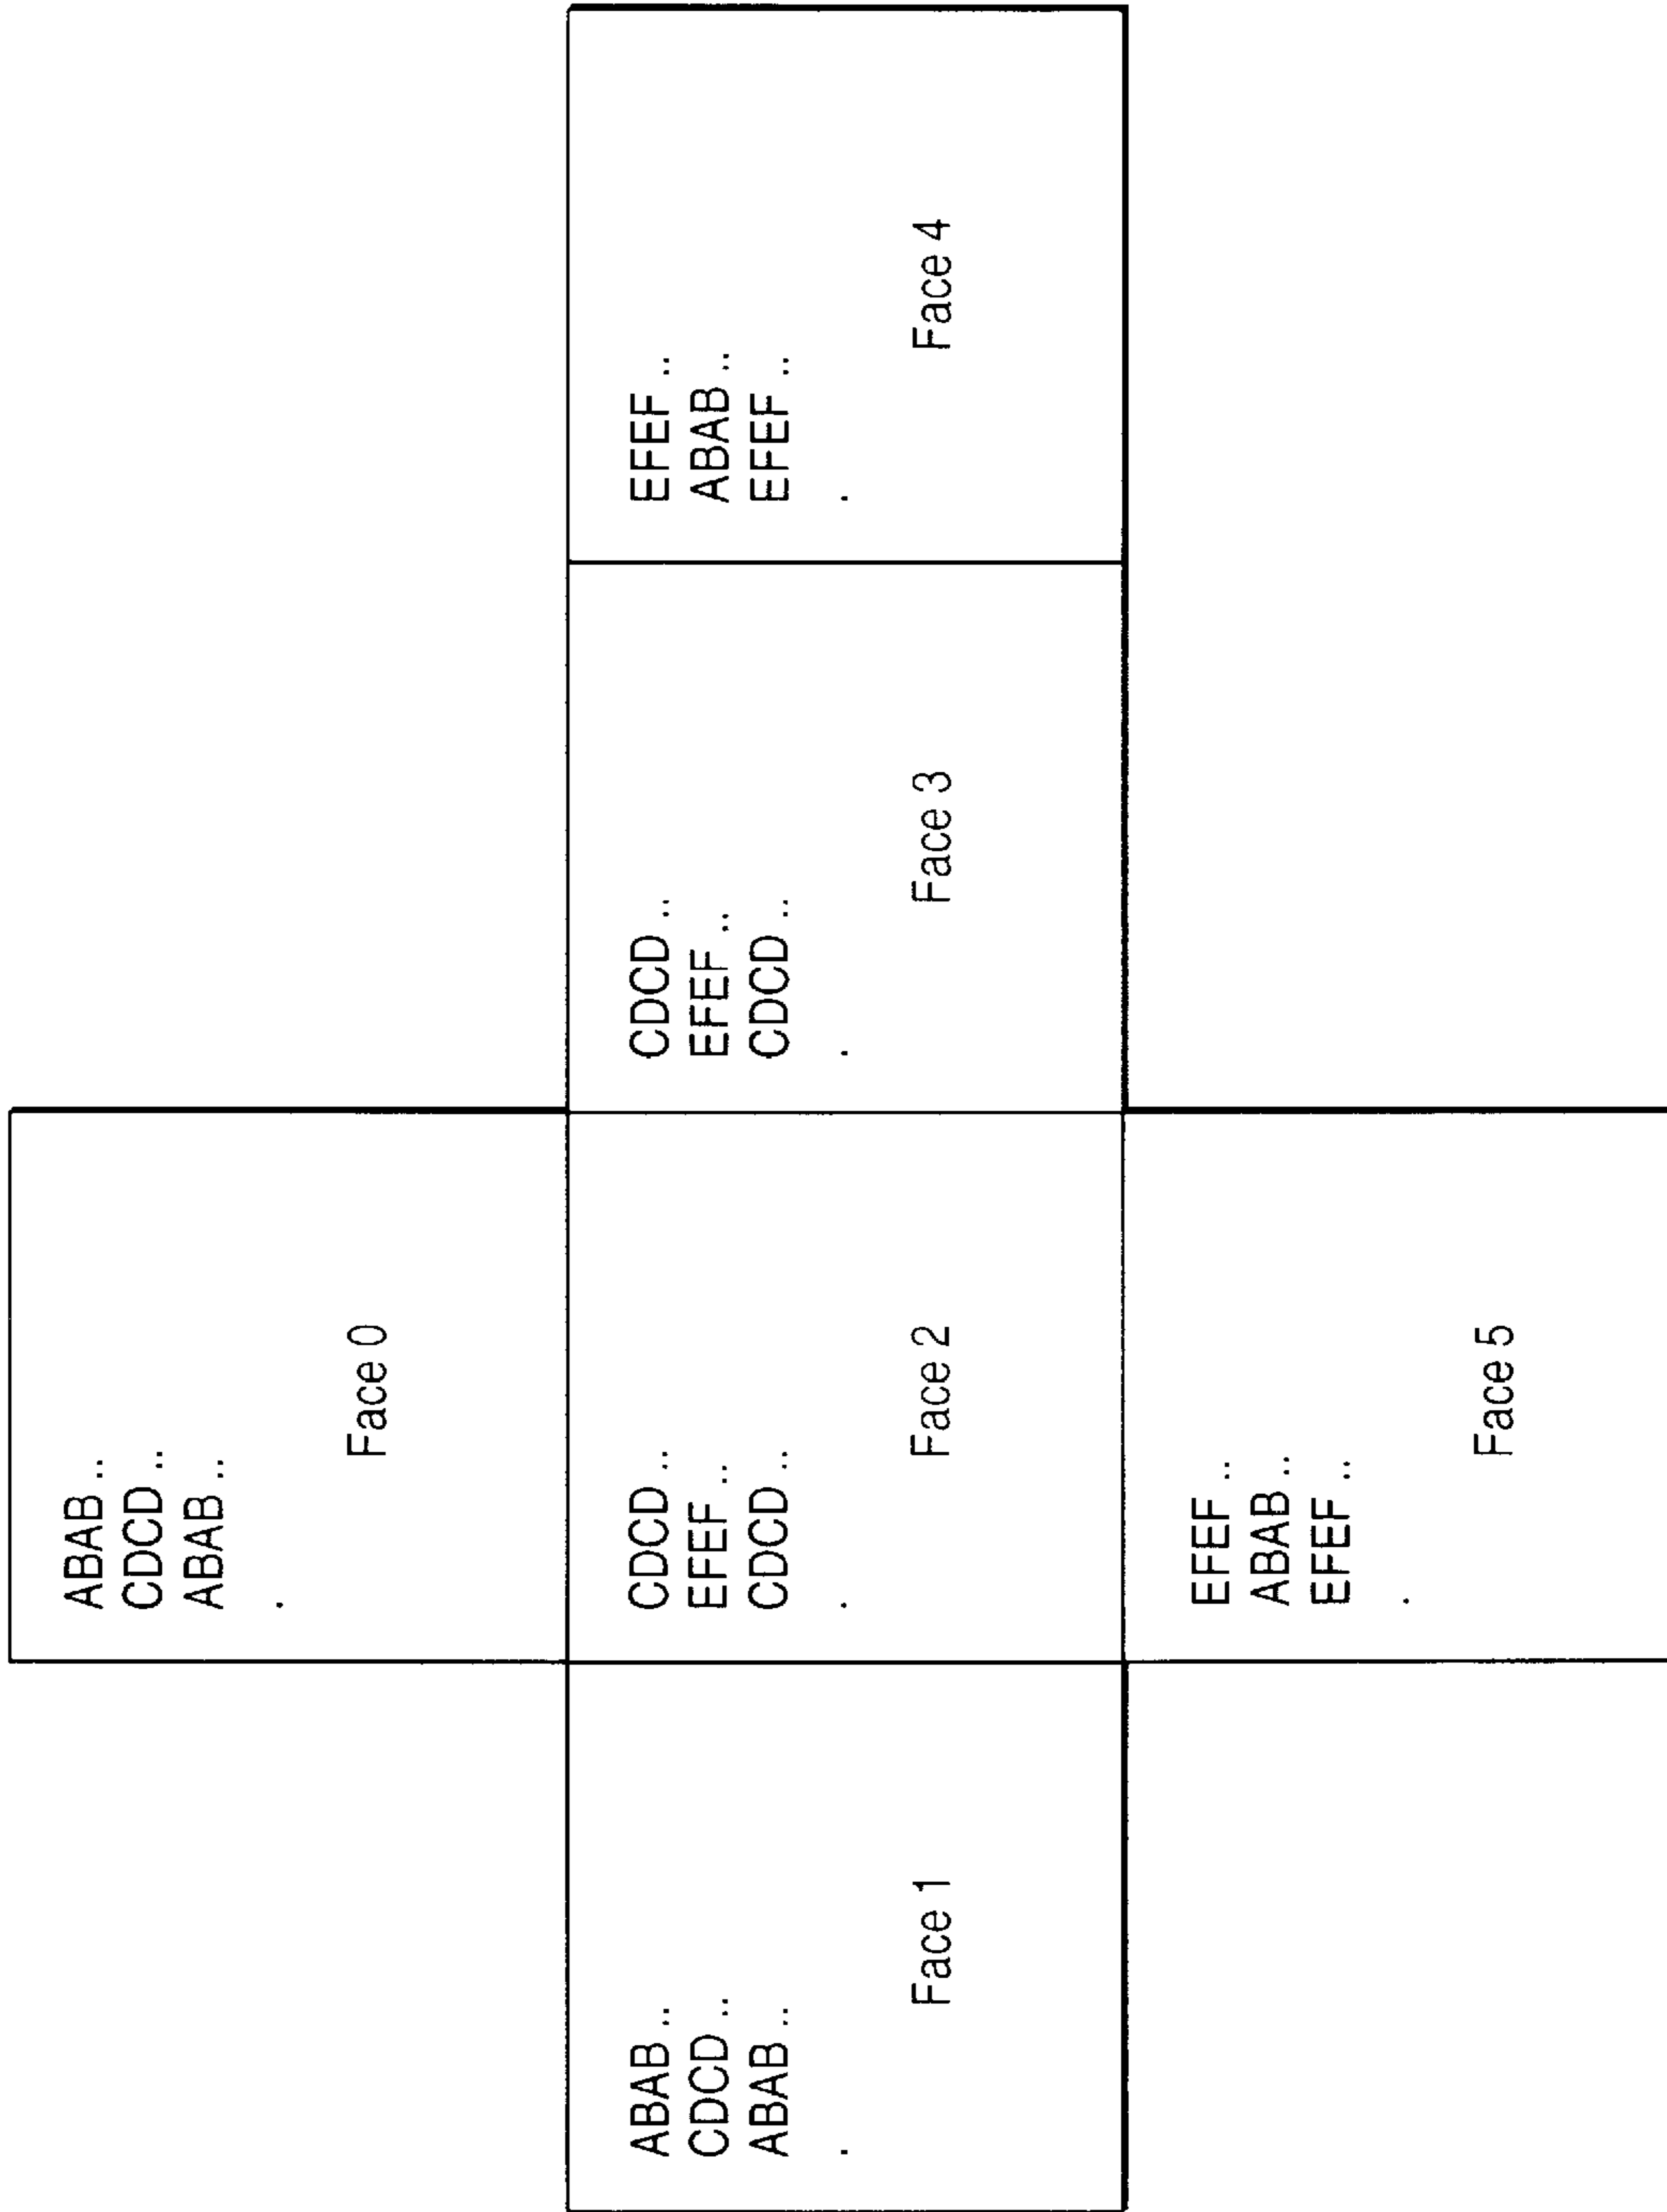 ABAB ..
CDCD ..
ABAB ..
.
Face 0
ABAB ..
CDCD ..
ABAB ..
.
Face 1
CDCD ..
EFEF ..
CDCD ..
.
Face 2
CDCD ..
EFEF ..
CDCD ..
.
Face 3
EFEF ..
ABAB ..
EFEF ..
.
Face 4
EFEF ..
ABAB ..
EFEF ..
.
Face 5